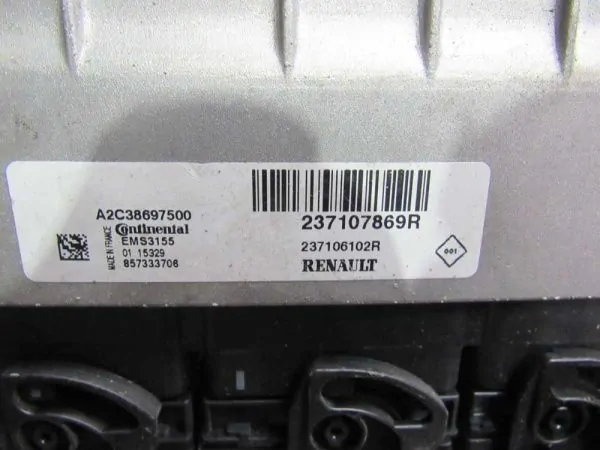 A2C38697500
Continental
EMS3155
01 15329
857333706
MADE IN FRANCE
237107869R
237106102R
RENAULT
001